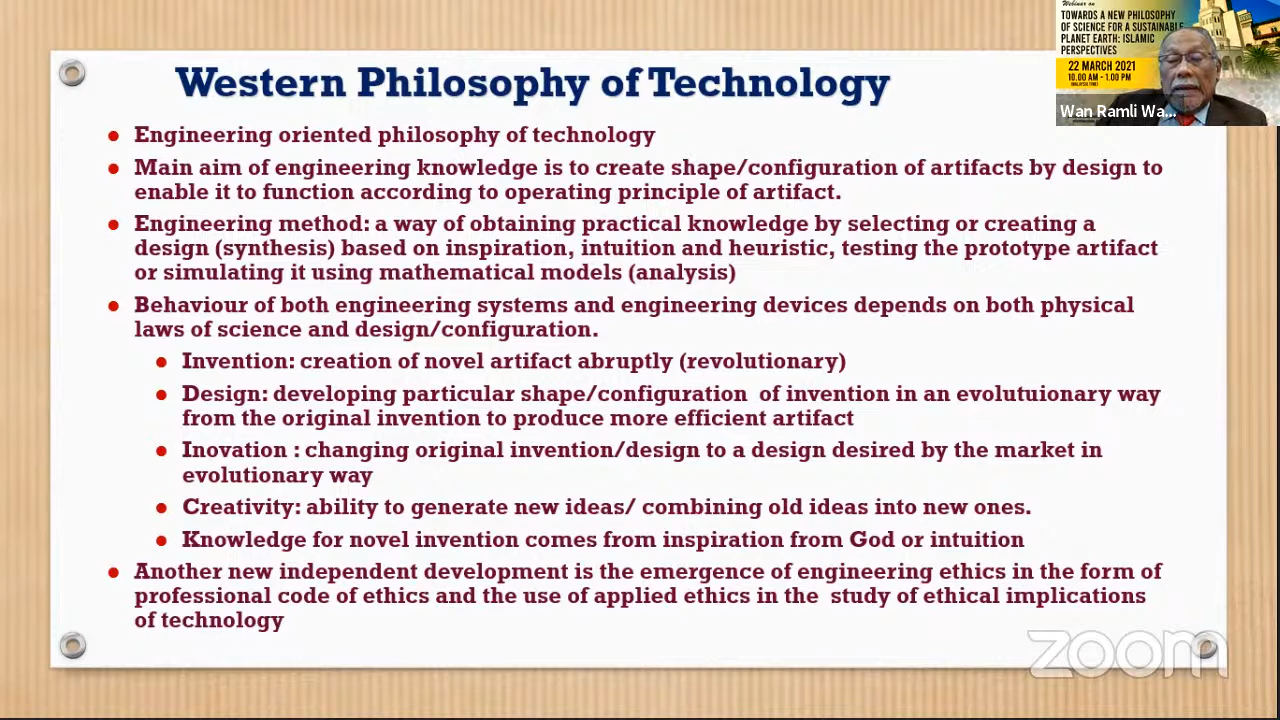 Webinar on
TOWARDS A NEW PHILOSOPHY
OF SCIENCE FOR A SUSTAINABLE
PLANET EARTH: ISLAMIC
PERSPECTIVES
22 MARCH 2021
10.00 AM - 1.00 PM
(MALAYSIA TIME)
Wan Ramli Wa...
Western Philosophy of Technology
• Engineering oriented philosophy of technology
• Main aim of engineering knowledge is to create shape/configuration of artifacts by design to
enable it to function according to operating principle of artifact.
• Engineering method: a way of obtaining practical knowledge by selecting or creating a
design (synthesis) based on inspiration, intuition and heuristic, testing the prototype artifact
or simulating it using mathematical models (analysis)
• Behaviour of both engineering systems and engineering devices depends on both physical
laws of science and design/configuration.
• Invention: creation of novel artifact abruptly (revolutionary)
• Design: developing particular shape/configuration of invention in an evolutuionary way
from the original invention to produce more efficient artifact
• Inovation : changing original invention/design to a design desired by the market in
evolutionary way
• Creativity: ability to generate new ideas/ combining old ideas into new ones.
• Knowledge for novel invention comes from inspiration from God or intuition
• Another new independent development is the emergence of engineering ethics in the form of
professional code of ethics and the use of applied ethics in the study of ethical implications
of technology
zoom